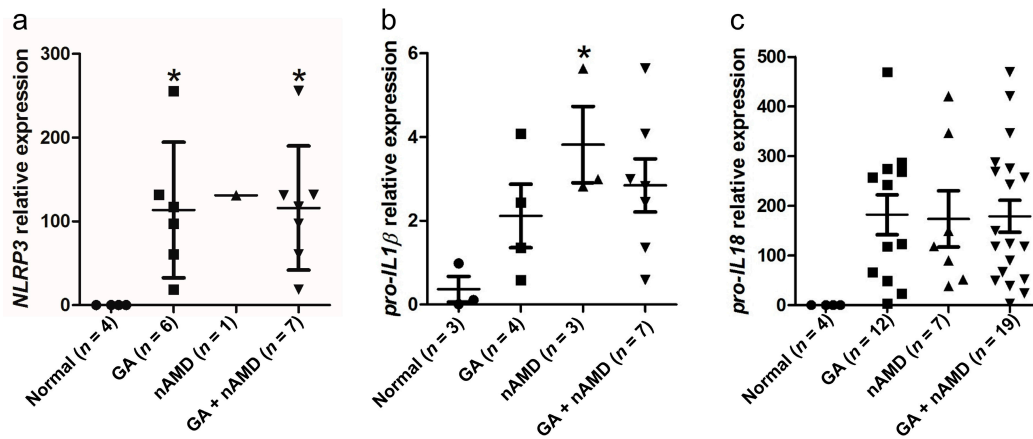 a
NLRP3 relative expression
300
200
100
0
*
*
Normal (n = 4)
GA (n = 6)
nAMD (n = 1)
GA + nAMD (n = 7)
b
pro-IL1β relative expression
6
4
2
0
*
Normal (n = 3)
GA (n = 4)
nAMD (n = 3)
GA + nAMD (n = 7)
c
pro-IL18 relative expression
500
400
300
200
100
0
Normal (n = 4)
GA (n = 12)
nAMD (n = 7)
GA + nAMD (n = 19)